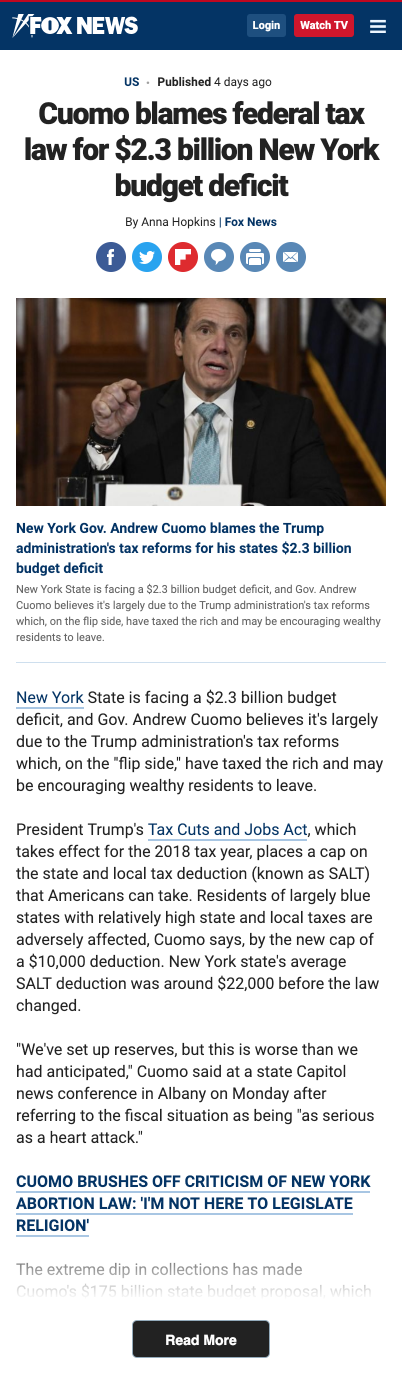 FOX NEWS
Login
Watch TV
US - Published 4 days ago
Cuomo blames federal tax
law for $2.3 billion New York
budget deficit
By Anna Hopkins | Fox News
New York Gov. Andrew Cuomo blames the Trump
administration's tax reforms for his states $2.3 billion
budget deficit
New York State is facing a $2.3 billion budget deficit, and Gov. Andrew
Cuomo believes it's largely due to the Trump administration's tax reforms
which, on the flip side, have taxed the rich and may be encouraging wealthy
residents to leave.
New York State is facing a $2.3 billion budget
deficit, and Gov. Andrew Cuomo believes it's largely
due to the Trump administration's tax reforms
which, on the "flip side," have taxed the rich and may
be encouraging wealthy residents to leave.
President Trump's Tax Cuts and Jobs Act, which
takes effect for the 2018 tax year, places a cap on
the state and local tax deduction (known as SALT)
that Americans can take. Residents of largely blue
states with relatively high state and local taxes are
adversely affected, Cuomo says, by the new cap of
a $10,000 deduction. New York state's average
SALT deduction was around $22,000 before the law
changed.
"We've set up reserves, but this is worse than we
had anticipated," Cuomo said at a state Capitol
news conference in Albany on Monday after
referring to the fiscal situation as being "as serious
as a heart attack."
CUOMO BRUSHES OFF CRITICISM OF NEW YORK
ABORTION LAW: 'I'M NOT HERE TO LEGISLATE
RELIGION'
The extreme dip in collections has made
Cuomo's $175 billion state budget proposal, which
Read More